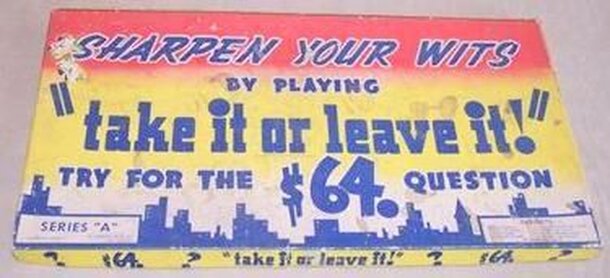 SHARPEN YOUR WITS
BY PLAYING
"take it or leave it!"
TRY FOR THE $64. QUESTION
SERIES "A"
? $64. ? "take it or leave it!" ? $64. ?